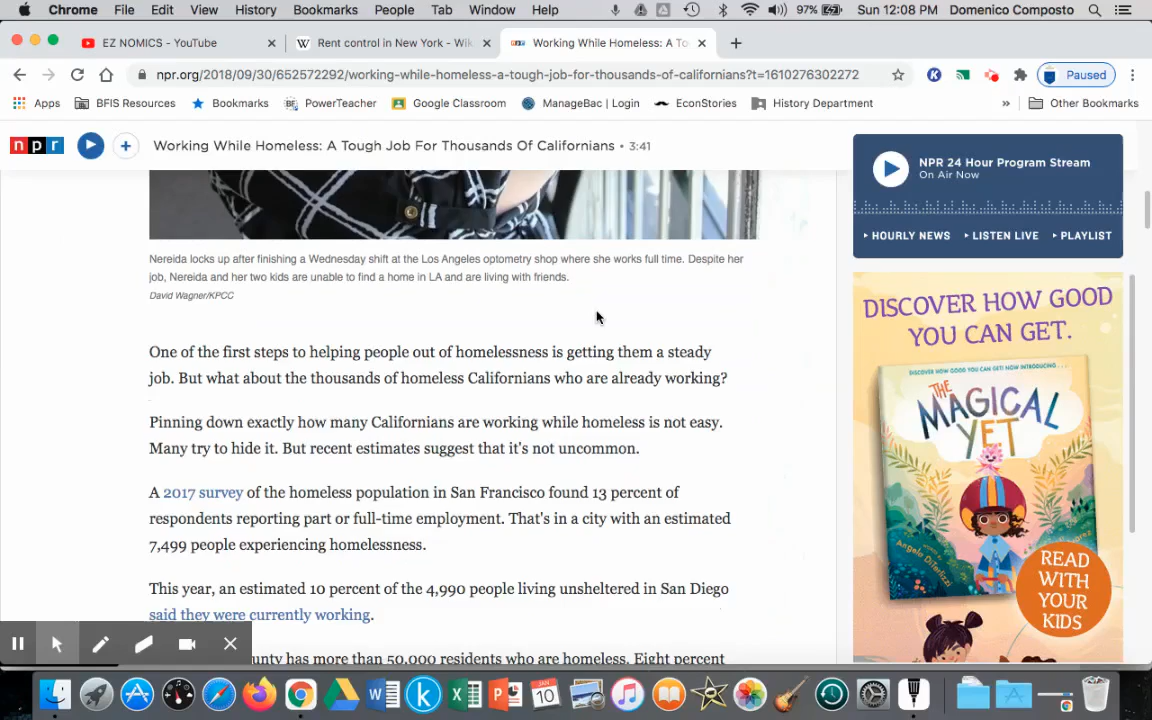 Chrome File Edit View History Bookmarks People Tab Window Help 97% Sun 12:08 PM Domenico Composto
EZ NOMICS - YouTube Rent control in New York - Wik Working While Homeless: A To
npr.org/2018/09/30/652572292/working-while-homeless-a-tough-job-for-thousands-of-californians?t=1610276302272 Paused
Apps BFIS Resources Bookmarks PowerTeacher Google Classroom ManageBac | Login EconStories History Department » Other Bookmarks
npr Working While Homeless: A Tough Job For Thousands Of Californians • 3:41
NPR 24 Hour Program Stream
On Air Now
HOURLY NEWS LISTEN LIVE PLAYLIST
Nereida locks up after finishing a Wednesday shift at the Los Angeles optometry shop where she works full time. Despite her
job, Nereida and her two kids are unable to find a home in LA and are living with friends.
David Wagner/KPCC
One of the first steps to helping people out of homelessness is getting them a steady
job. But what about the thousands of homeless Californians who are already working?
Pinning down exactly how many Californians are working while homeless is not easy.
Many try to hide it. But recent estimates suggest that it's not uncommon.
A 2017 survey of the homeless population in San Francisco found 13 percent of
respondents reporting part or full-time employment. That's in a city with an estimated
7,499 people experiencing homelessness.
This year, an estimated 10 percent of the 4,990 people living unsheltered in San Diego
said they were currently working.
unty has more than 50,000 residents who are homeless. Eight percent
DISCOVER HOW GOOD
YOU CAN GET.
DISCOVER HOW GOOD YOU CAN GET! NOW INTRODUCING . . .
THE
MAGICAL
YET
Angela DiTerlizzi
READ
WITH
YOUR
KIDS
JAN
10